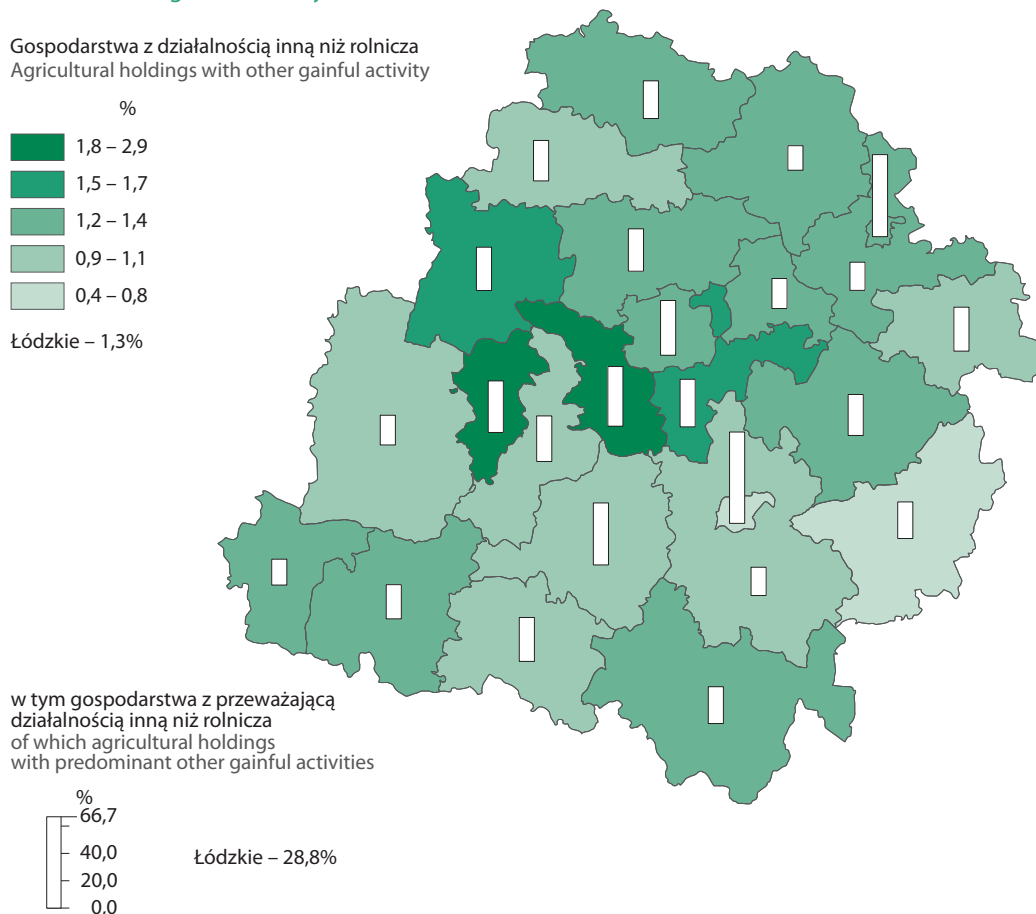 Gospodarstwa z działalnością inną niż rolnicza
Agricultural holdings with other gainful activity
%
1,8 – 2,9
1,5 – 1,7
1,2 – 1,4
0,9 – 1,1
0,4 – 0,8
Łódzkie – 1,3%
w tym gospodarstwa z przeważającą
działalnością inną niż rolnicza
of which agricultural holdings
with predominant other gainful activities
%
66,7
40,0
20,0
0,0
Łódzkie – 28,8%